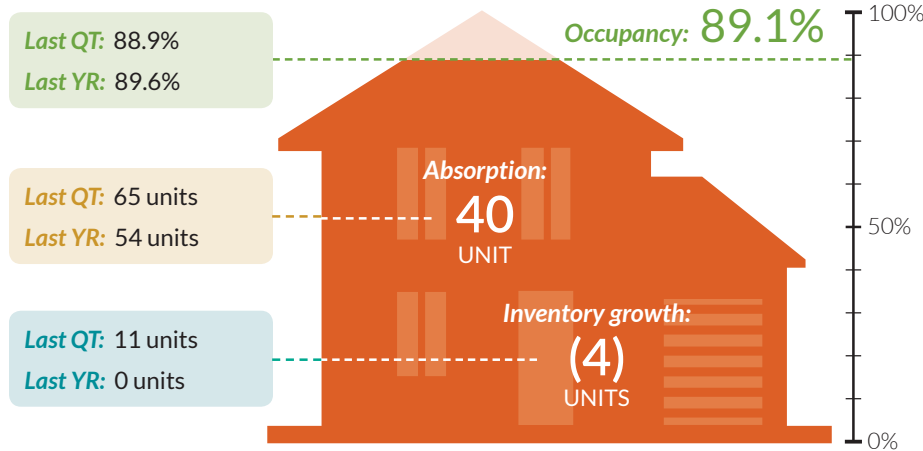 Last QT: 88.9%
Last YR: 89.6%
Occupancy: 89.1%
100%
Last QT: 65 units
Last YR: 54 units
Absorption:
40
UNIT
50%
Last QT: 11 units
Last YR: 0 units
Inventory growth:
(4)
UNITS
0%